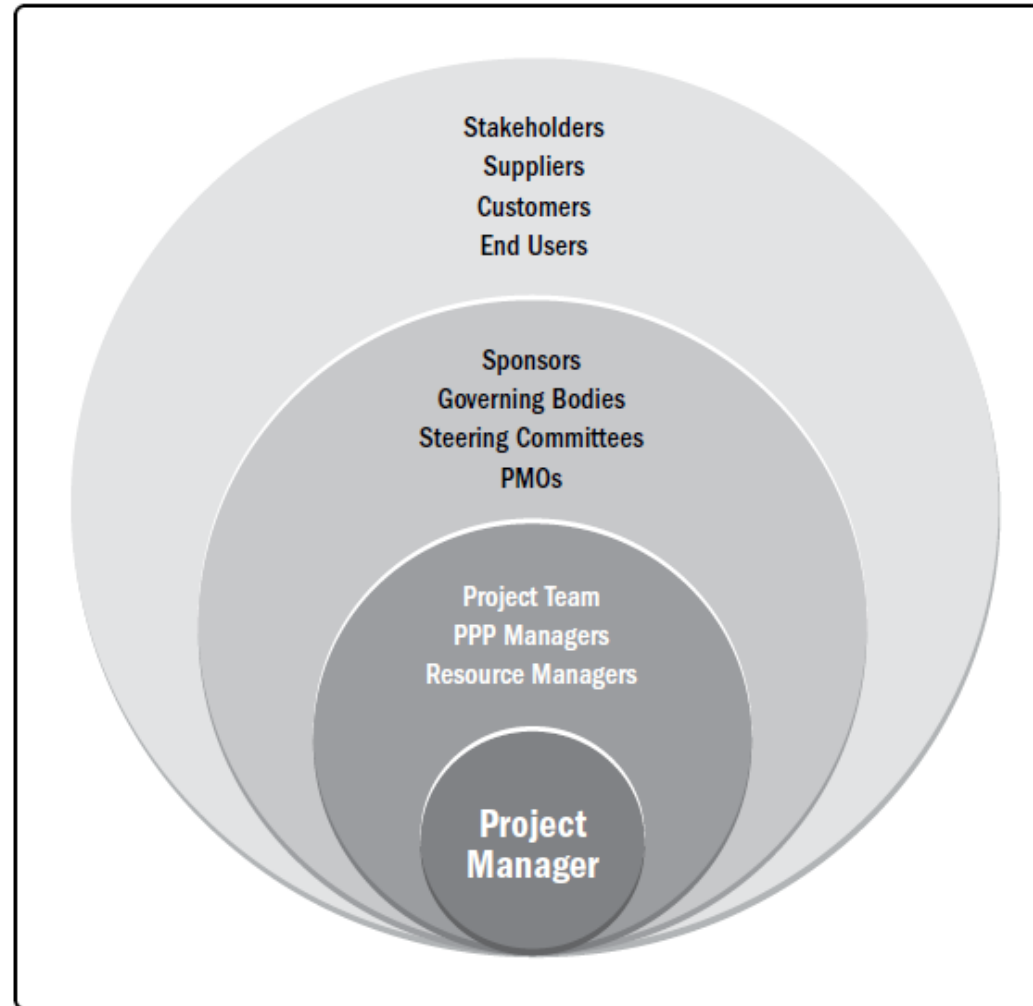 Stakeholders
Suppliers
Customers
End Users
Sponsors
Governing Bodies
Steering Committees
PMOs
Project Team
PPP Managers
Resource Managers
Project
Manager